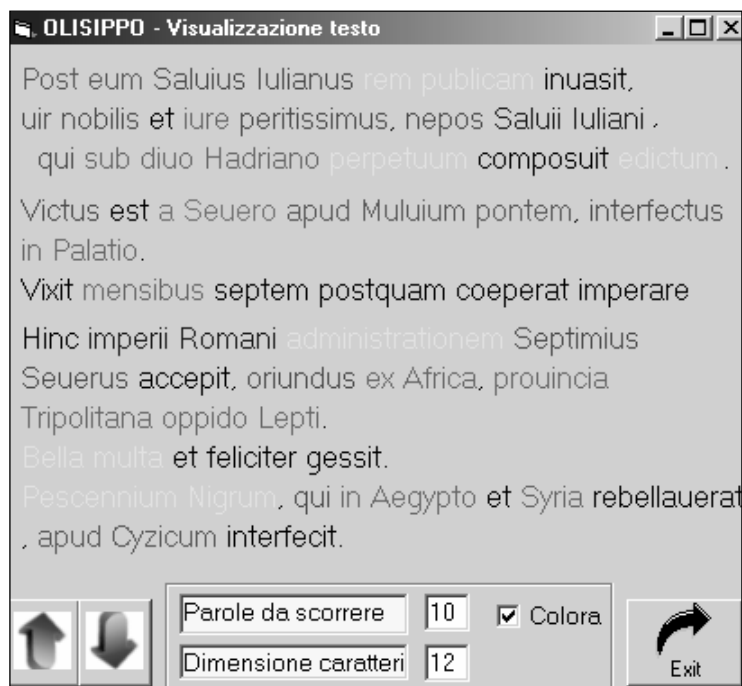 OLISIPPO - Visualizzazione testo
Post eum Saluius Iulianus rem publicam inuasit,
uir nobilis et iure peritissimus, nepos Saluii Iuliani ,
qui sub diuo Hadriano perpetuum composuit edictum .
Victus est a Seuero apud Muluium pontem, interfectus
in Palatio.
Vixit mensibus septem postquam coeperat imperare
Hinc imperii Romani administrationem Septimius
Seuerus accepit, oriundus ex Africa, prouincia
Tripolitana oppido Lepti.
Bella multa et feliciter gessit.
Pescennium Nigrum, qui in Aegypto et Syria rebellauerat
, apud Cyzicum interfecit.
Parole da scorrere 10 Colora
Dimensione caratteri 12 Exit